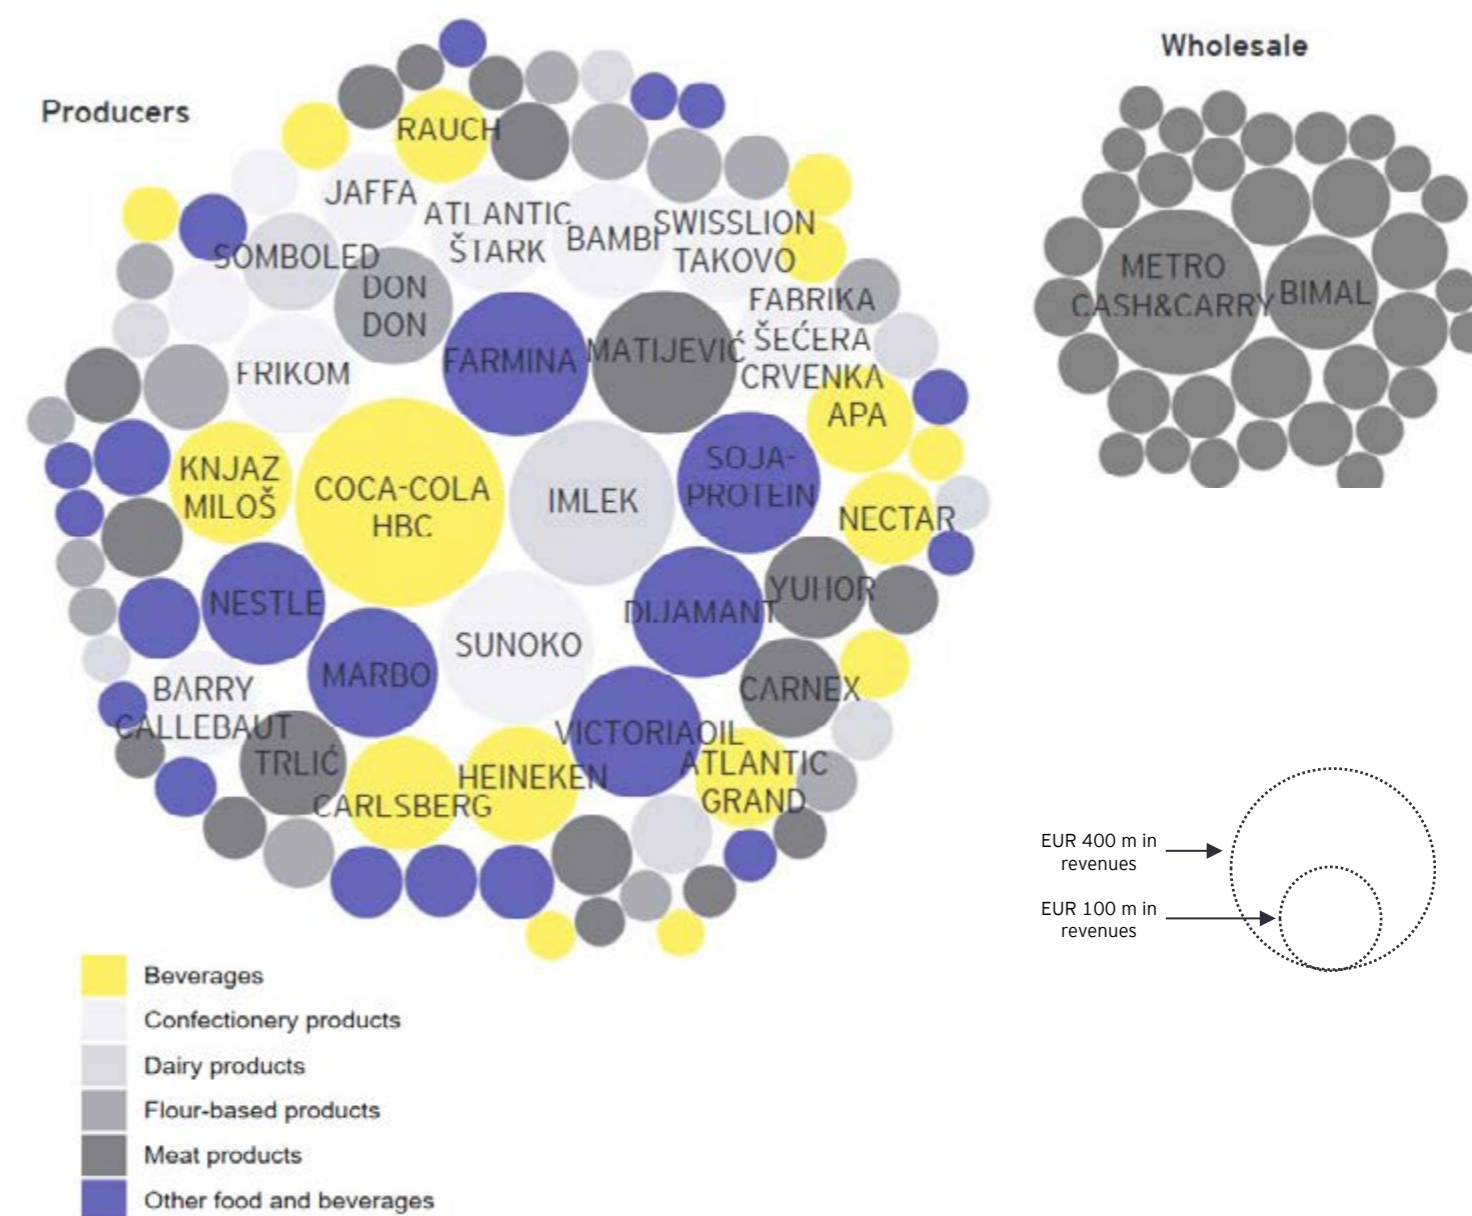 Producers
RAUCH
JAFFA
ATLANTIC
ŠTARK
BAMBI
SWISSLION
TAKOVO
SOMBOLED
DON
DON
FABRIKA
ŠEĆERA
CRVENKA
FRIKOM
FARMINA
MATIJEVIĆ
APA
KNJAZ
MILOŠ
COCA-COLA
HBC
IMLEK
SOJA-
PROTEIN
NECTAR
NESTLE
DIJAMANT
YUHOR
MARBO
SUNOKO
CARNEX
BARRY
CALLEBAUT
TRLIĆ
CARLSBERG
HEINEKEN
VICTORIAOIL
ATLANTIC
GRAND
Beverages
Confectionery products
Dairy products
Flour-based products
Meat products
Other food and beverages
Wholesale
METRO
CASH&CARRY
BIMAL
EUR 400 m in
revenues
EUR 100 m in
revenues